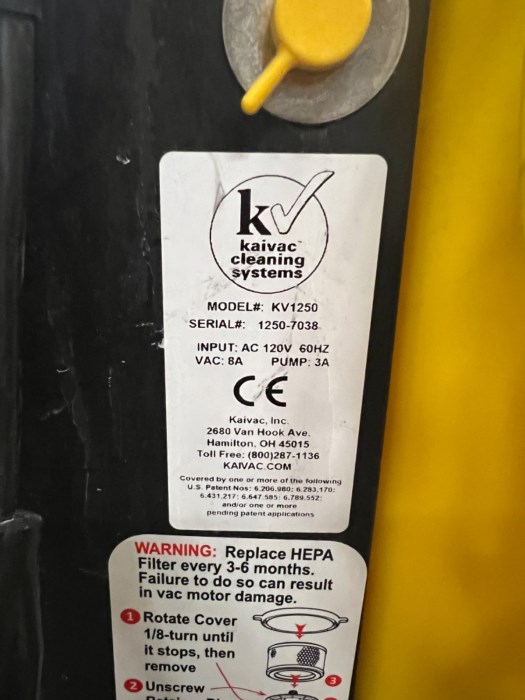 kv
kaivac™
cleaning
systems
MODEL#: KV1250
SERIAL#: 1250-7038
INPUT: AC 120V 60HZ
VAC: 8A PUMP: 3A
CE
Kaivac, Inc.
2680 Van Hook Ave.
Hamilton, OH 45015
Toll Free: (800)287-1136
KAIVAC.COM
Covered by one or more of the following
U.S. Patent Nos: 6.206.980; 6.283.170;
6.431.217; 6.647.585; 6.789.552;
and/or one or more
pending patent applications
WARNING: Replace HEPA
Filter every 3-6 months.
Failure to do so can result
in vac motor damage.
1 Rotate Cover
1/8-turn until
it stops, then
remove
3
2 Unscrew